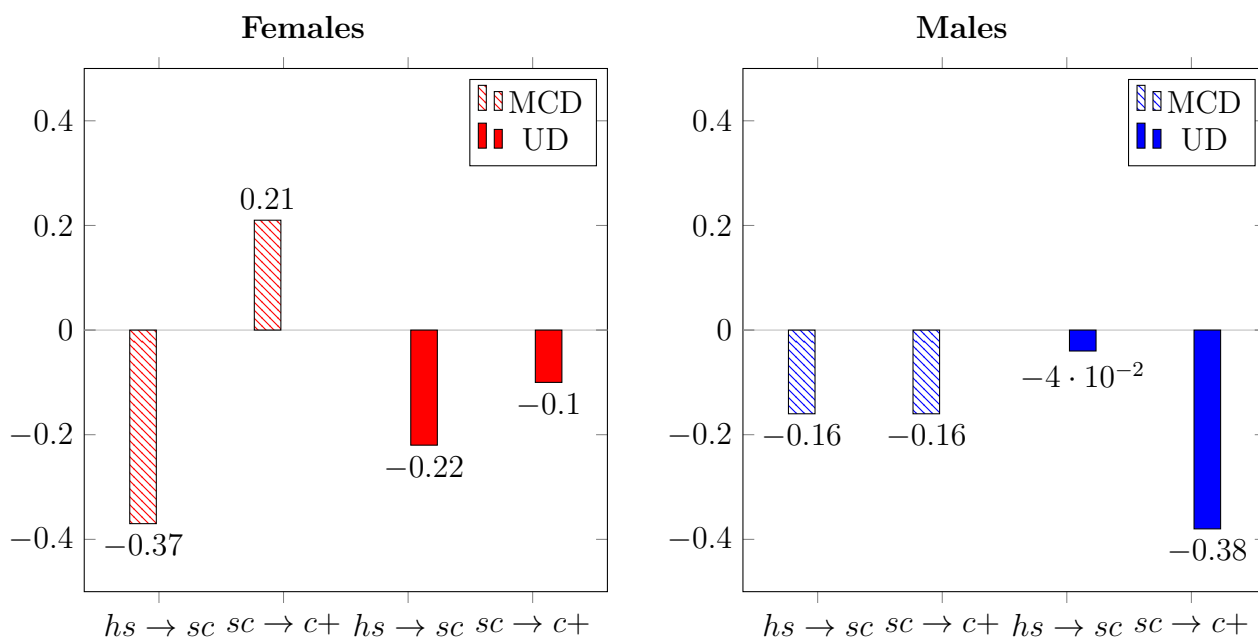 Females
MCD
UD
0.4
0.2
0
−0.2
−0.4
0.21
−0.37
−0.22
−0.1
hs → sc sc → c+ hs → sc sc → c+
Males
MCD
UD
0.4
0.2
0
−0.2
−0.4
−0.16
−0.16
−4 · 10⁻²
−0.38
hs → sc sc → c+ hs → sc sc → c+